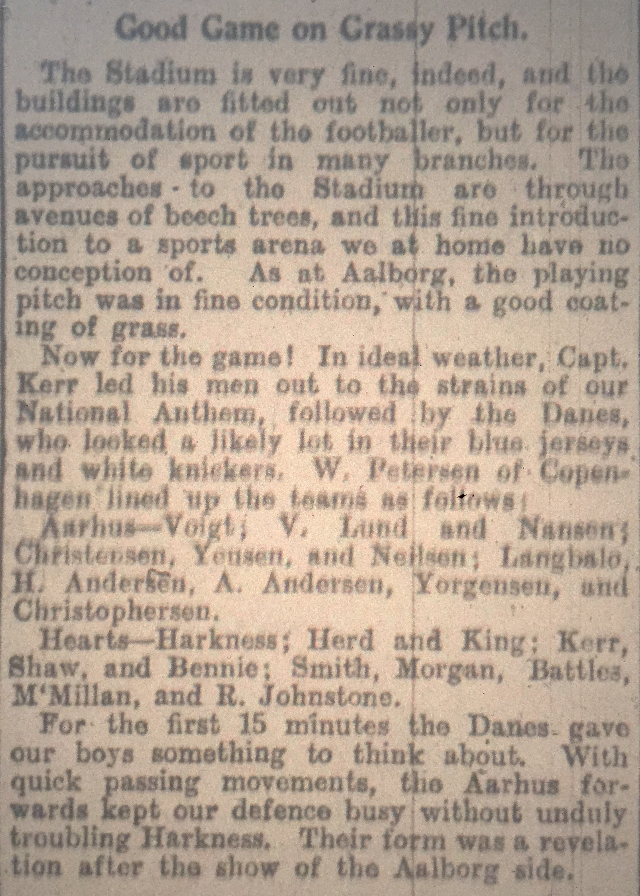 Good Game on Grassy Pitch.
The Stadium is very fine, indeed, and the
buildings are fitted out not only for the
accommodation of the footballer, but for the
pursuit of sport in many branches. The
approaches to the Stadium are through
avenues of beech trees, and this fine introduc-
tion to a sports arena we at home have no
conception of. As at Aalborg, the playing
pitch was in fine condition, with a good coat-
ing of grass.
Now for the game! In ideal weather, Capt.
Kerr led his men out to the strains of our
National Anthem, followed by the Danes,
who looked a likely lot in their blue jerseys
and white knickers. W. Petersen of Copen-
hagen lined up the teams as follows:
Aarhus—Voigt; V. Lund and Nansen;
Christensen, Yensen, and Neilsen; Langbalo,
H. Andersen, A. Andersen, Yorgensen, and
Christophersen.
Hearts—Harkness; Herd and King; Kerr,
Shaw, and Bennie; Smith, Morgan, Battles,
M'Millan, and R. Johnstone.
For the first 15 minutes the Danes gave
our boys something to think about. With
quick passing movements, the Aarhus for-
wards kept our defence busy without unduly
troubling Harkness. Their form was a revela-
tion after the show of the Aalborg side.